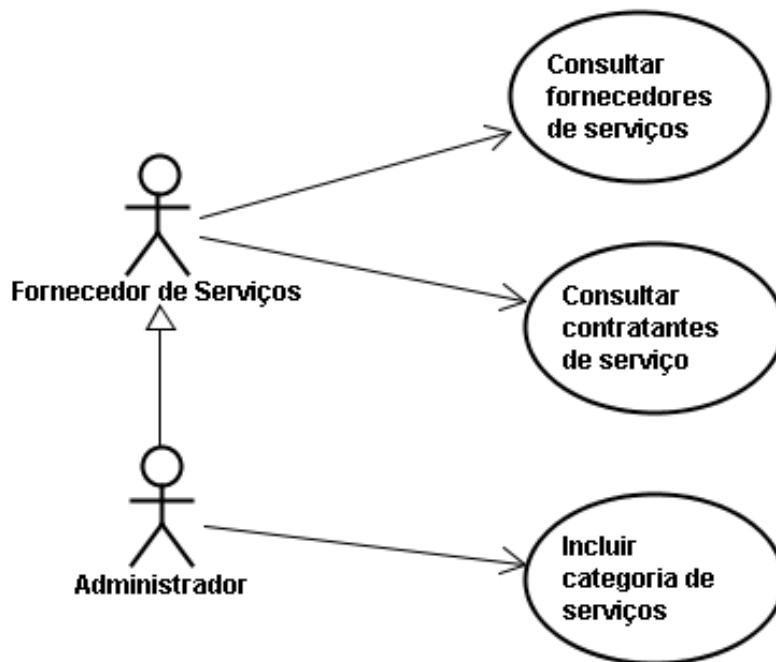 Consultar
fornecedores
de serviços
Fornecedor de Serviços
Consultar
contratantes
de serviço
Administrador
Incluir
categoria de
serviços